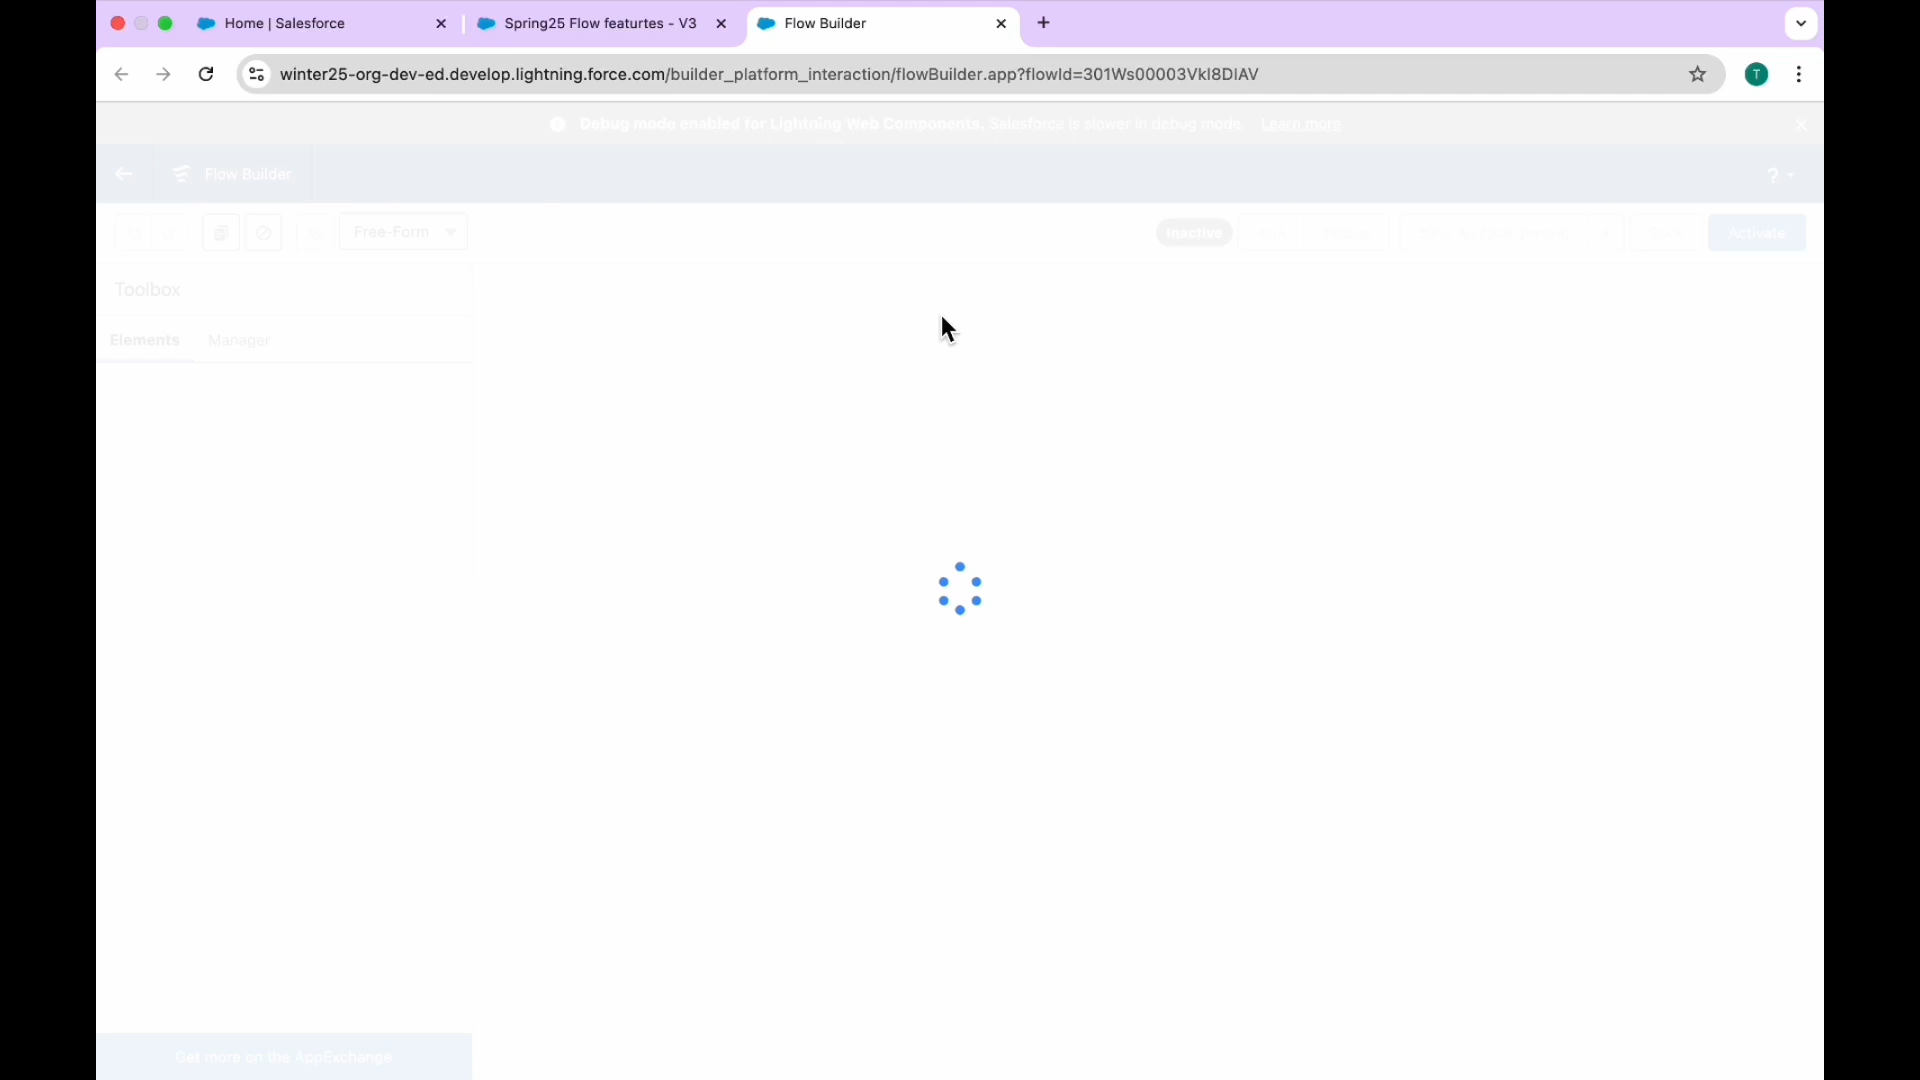 Home | Salesforce
Spring25 Flow featurtes - V3
Flow Builder
winter25-org-dev-ed.develop.lightning.force.com/builder_platform_interaction/flowBuilder.app?flowId=301Ws00003VkI8DIAV
T
Debug mode enabled for Lightning Web Components. Salesforce is slower in debug mode. Learn more
Flow Builder
?
Free-Form
Inactive
Activate
Toolbox
Elements
Manager
Get more on the AppExchange